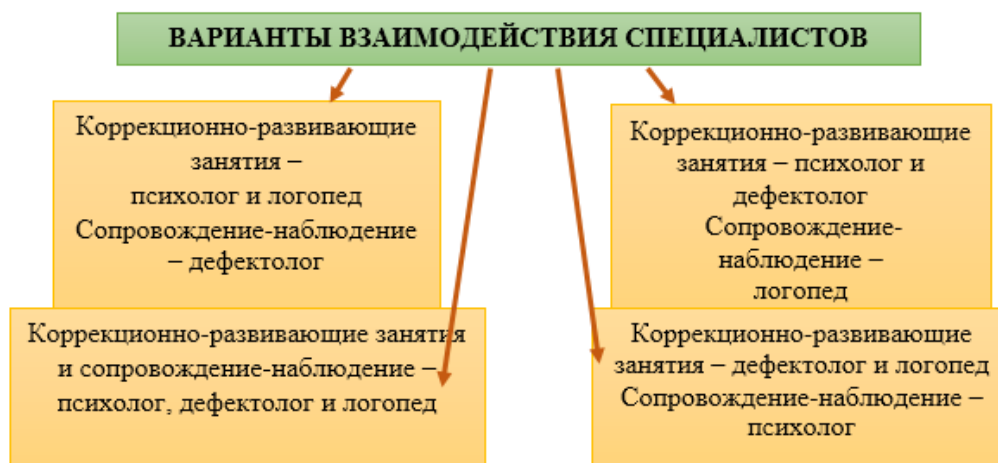 ВАРИАНТЫ ВЗАИМОДЕЙСТВИЯ СПЕЦИАЛИСТОВ
Коррекционно-развивающие
занятия –
психолог и логопед
Сопровождение-наблюдение
– дефектолог
Коррекционно-развивающие
занятия – психолог и
дефектолог
Сопровождение-
наблюдение –
логопед
Коррекционно-развивающие занятия
и сопровождение-наблюдение –
психолог, дефектолог и логопед
Коррекционно-развивающие
занятия – дефектолог и логопед
Сопровождение-наблюдение –
психолог